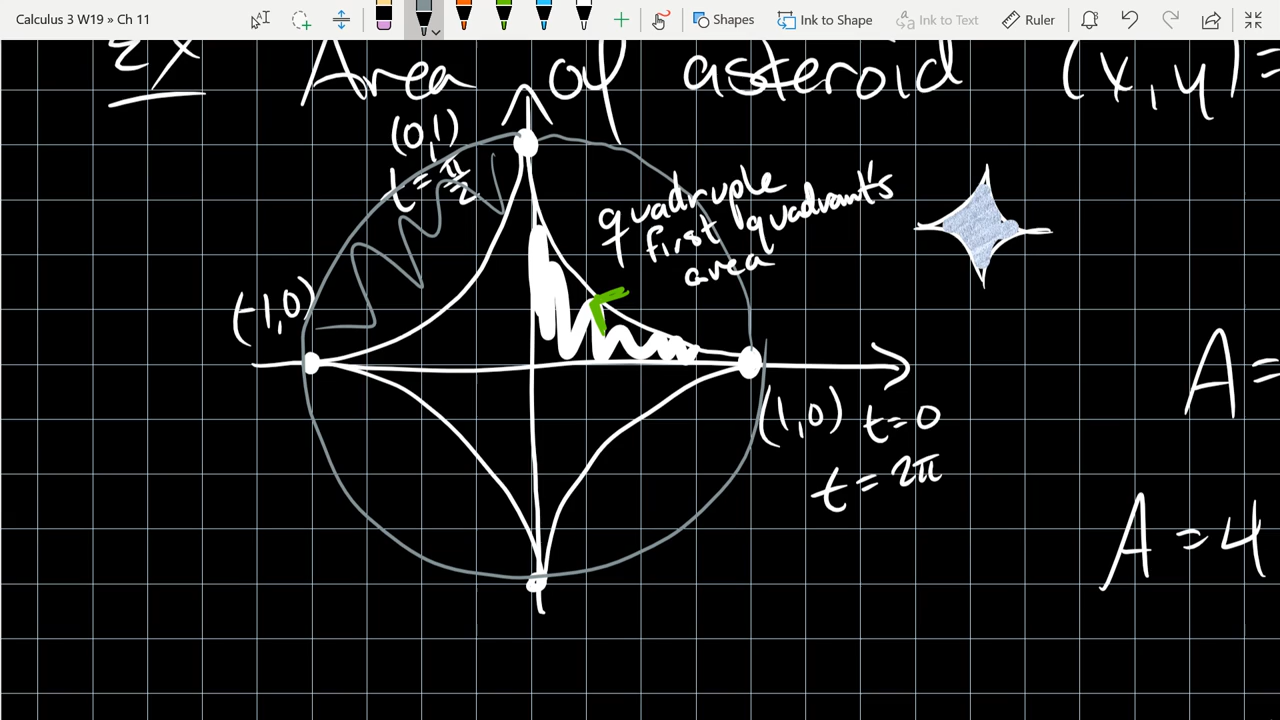 Calculus 3 W19 » Ch 11
Shapes
Ink to Shape
Ink to Text
Ruler
Ex Area of asteroid (x,y)=
(0,1)
t=π/2
quadruple
first quadrant's
area
(-1,0)
(1,0) t=0
t=2π
A=
A=4